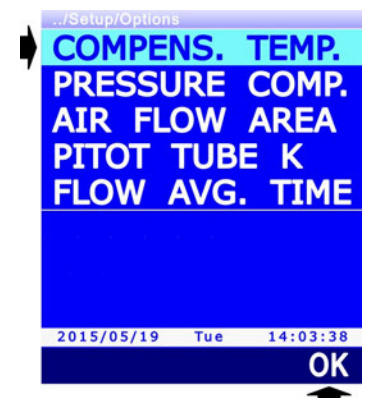 ../Setup/Options
COMPENS. TEMP.
PRESSURE COMP.
AIR FLOW AREA
PITOT TUBE K
FLOW AVG. TIME
2015/05/19 Tue 14:03:38
OK